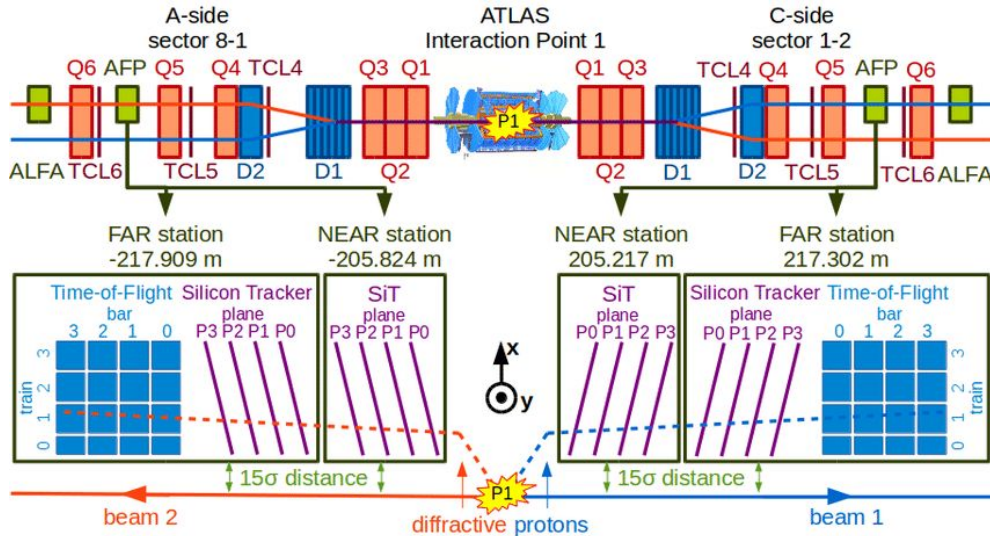 A-side
sector 8-1
ATLAS
Interaction Point 1
C-side
sector 1-2
Q6 AFP Q5 Q4 TCL4 Q3 Q1 Q1 Q3 TCL4 Q4 Q5 AFP Q6
P1
ALFA TCL6 TCL5 D2 D1 Q2 Q2 D1 D2 TCL5 TCL6 ALFA
FAR station
-217.909 m
NEAR station
-205.824 m
NEAR station
205.217 m
FAR station
217.302 m
Time-of-Flight
bar
3 2 1 0
train
3
2
1
0
Silicon Tracker
plane
P3 P2 P1 P0
SiT
plane
P3 P2 P1 P0
x
y
SiT
plane
P0 P1 P2 P3
Silicon Tracker
plane
P0 P1 P2 P3
Time-of-Flight
bar
0 1 2 3
3
2
1
0
train
15σ distance
15σ distance
P1
beam 2
diffractive protons
beam 1